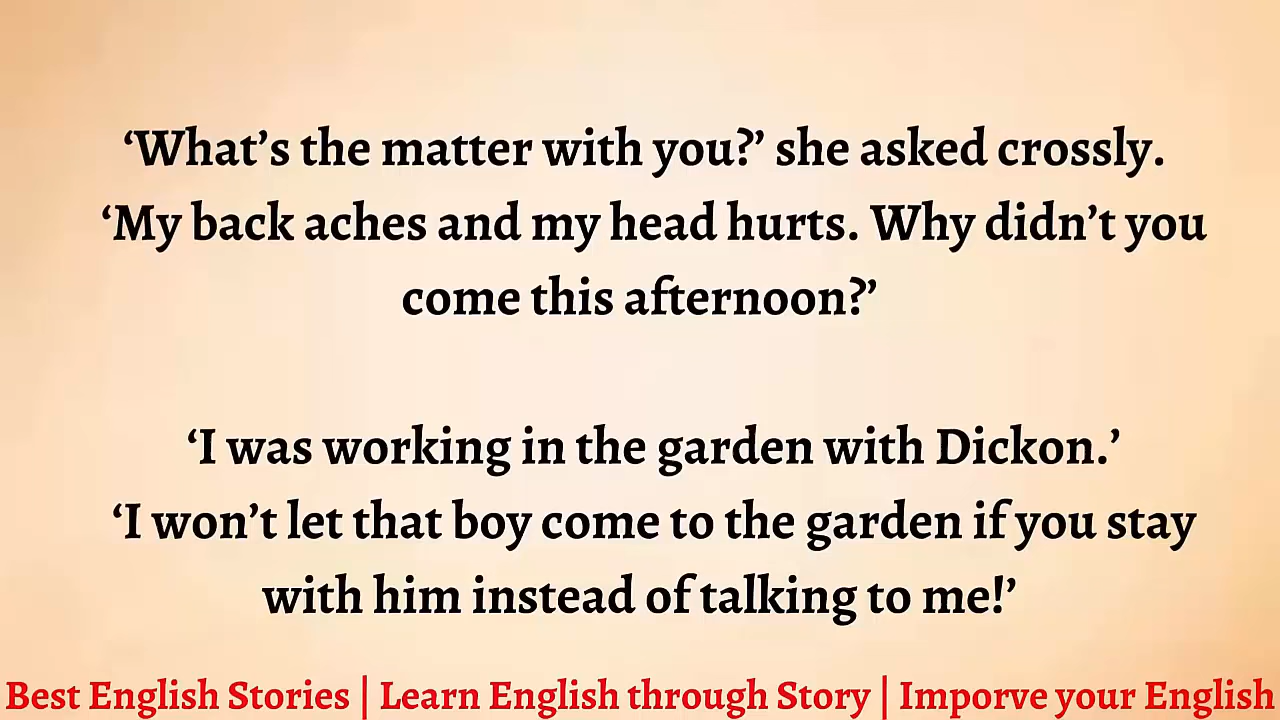 ‘What’s the matter with you?’ she asked crossly.
‘My back aches and my head hurts. Why didn’t you
come this afternoon?’
‘I was working in the garden with Dickon.’
‘I won’t let that boy come to the garden if you stay
with him instead of talking to me!’
Best English Stories | Learn English through Story | Imporve your English